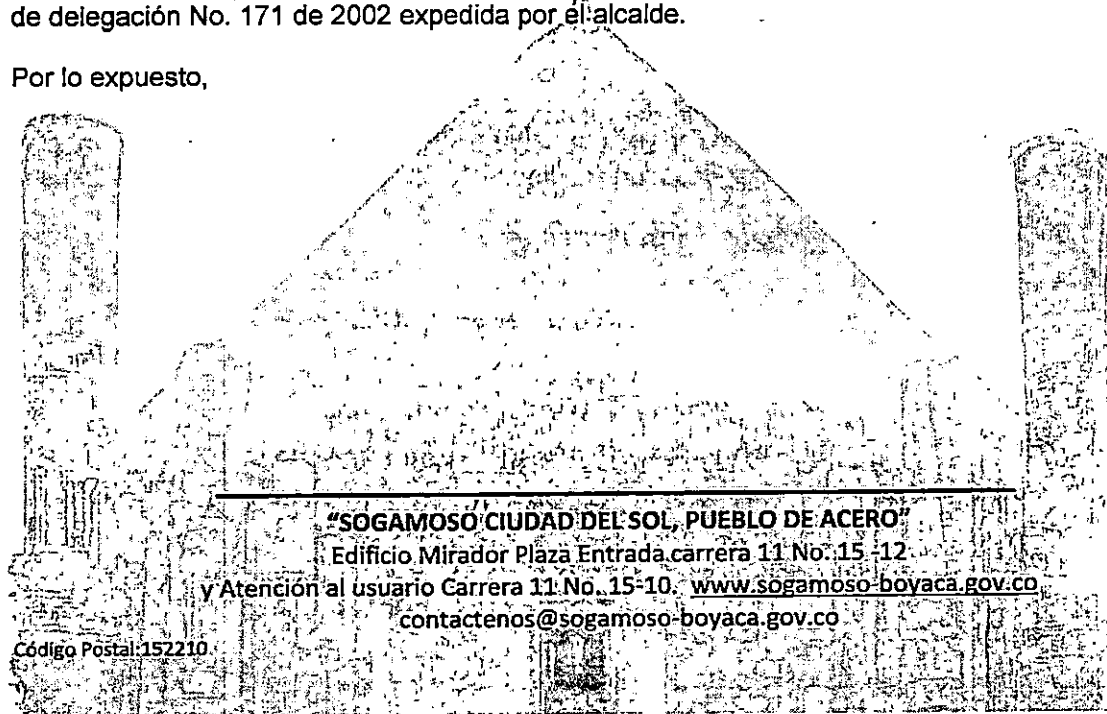 de delegación No. 171 de 2002 expedida por el alcalde.
Por lo expuesto,
"SOGAMOSO CIUDAD DEL SOL, PUEBLO DE ACERO"
Edificio Mirador Plaza Entrada carrera 11 No. 15 -12
y Atención al usuario Carrera 11 No. 15-10. www.sogamoso-boyaca.gov.co
contactenos@sogamoso-boyaca.gov.co
Código Postal:152210